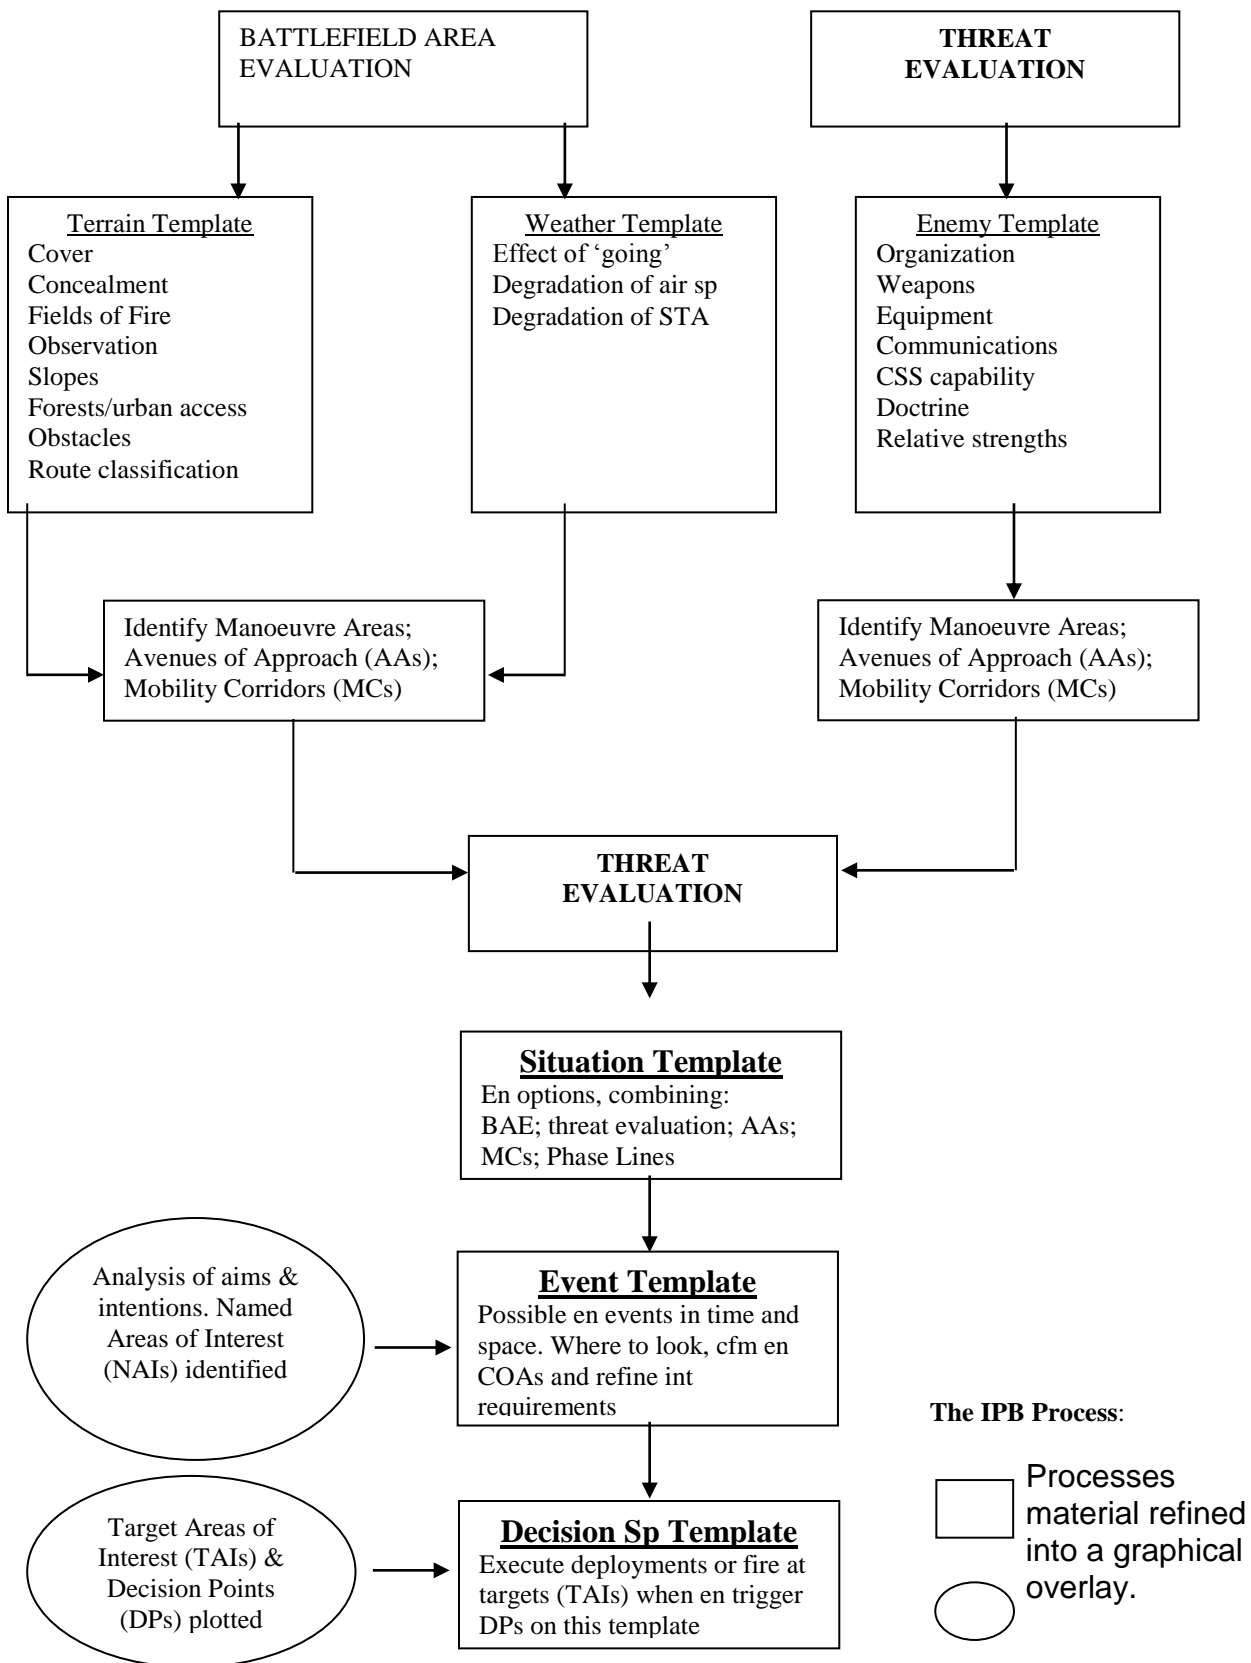 BATTLEFIELD AREA
EVALUATION
THREAT
EVALUATION
Terrain Template
Cover
Concealment
Fields of Fire
Observation
Slopes
Forests/urban access
Obstacles
Route classification
Weather Template
Effect of ‘going’
Degradation of air sp
Degradation of STA
Enemy Template
Organization
Weapons
Equipment
Communications
CSS capability
Doctrine
Relative strengths
Identify Manoeuvre Areas;
Avenues of Approach (AAs);
Mobility Corridors (MCs)
Identify Manoeuvre Areas;
Avenues of Approach (AAs);
Mobility Corridors (MCs)
THREAT
EVALUATION
Situation Template
En options, combining:
BAE; threat evaluation; AAs;
MCs; Phase Lines
Analysis of aims &
intentions. Named
Areas of Interest
(NAIs) identified
Event Template
Possible en events in time and
space. Where to look, cfm en
COAs and refine int
requirements
Target Areas of
Interest (TAIs) &
Decision Points
(DPs) plotted
Decision Sp Template
Execute deployments or fire at
targets (TAIs) when en trigger
DPs on this template
The IPB Process:
Processes
material refined
into a graphical
overlay.